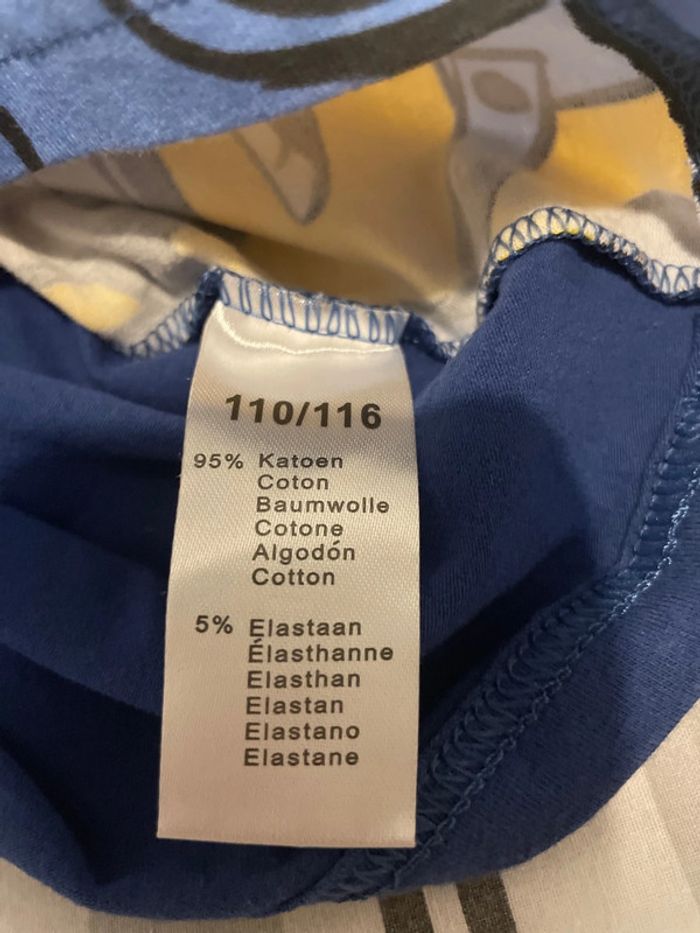 110/116
95% Katoen
Coton
Baumwolle
Cotone
Algodón
Cotton
5% Elastaan
Élasthanne
Elasthan
Elastan
Elastano
Elastane